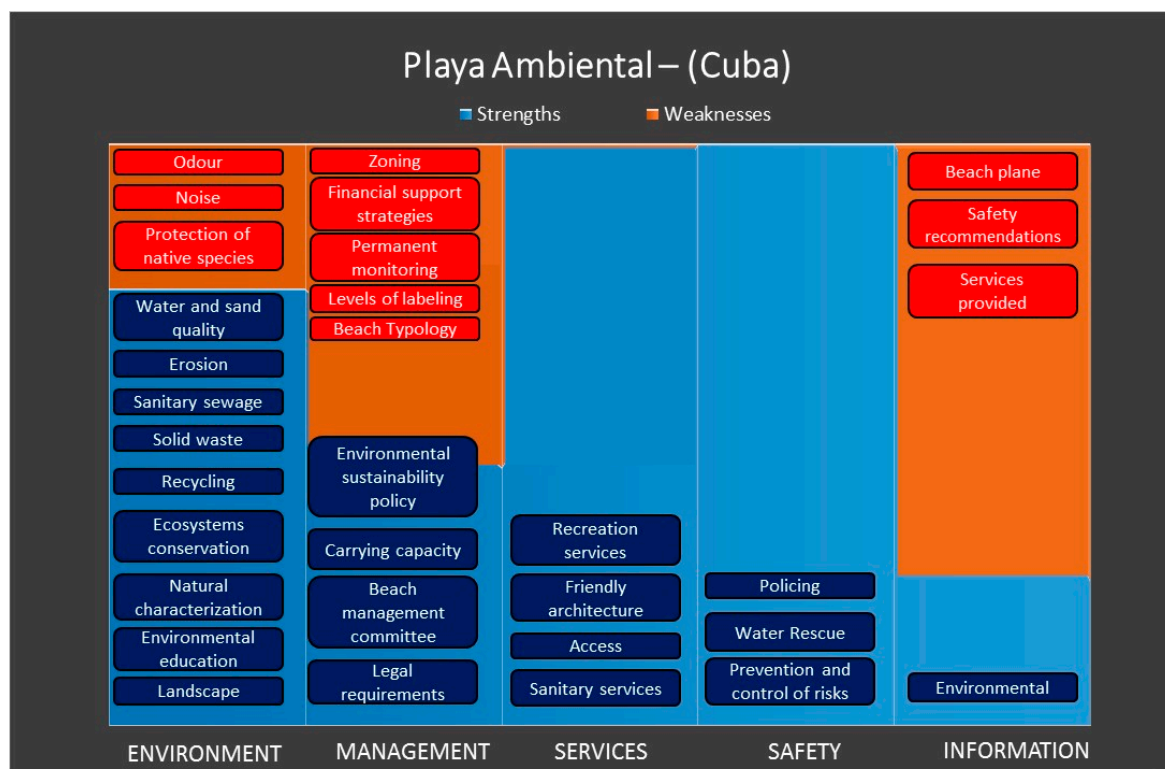 Playa Ambiental – (Cuba)
Strengths
Weaknesses
Odour
Noise
Protection of
native species
Water and sand
quality
Erosion
Sanitary sewage
Solid waste
Recycling
Ecosystems
conservation
Natural
characterization
Environmental
education
Landscape
ENVIRONMENT
Zoning
Financial support
strategies
Permanent
monitoring
Levels of labeling
Beach Typology
Environmental
sustainability
policy
Carrying capacity
Beach
management
committee
Legal
requirements
MANAGEMENT
Recreation
services
Friendly
architecture
Access
Sanitary services
SERVICES
Policing
Water Rescue
Prevention and
control of risks
SAFETY
Beach plane
Safety
recommendations
Services
provided
Environmental
INFORMATION